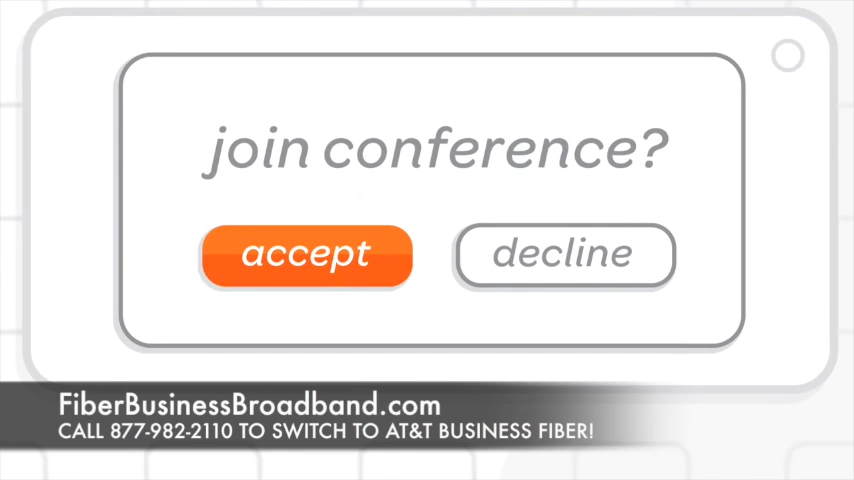 join conference?
accept decline
FiberBusinessBroadband.com
CALL 877-982-2110 TO SWITCH TO AT&T BUSINESS FIBER!